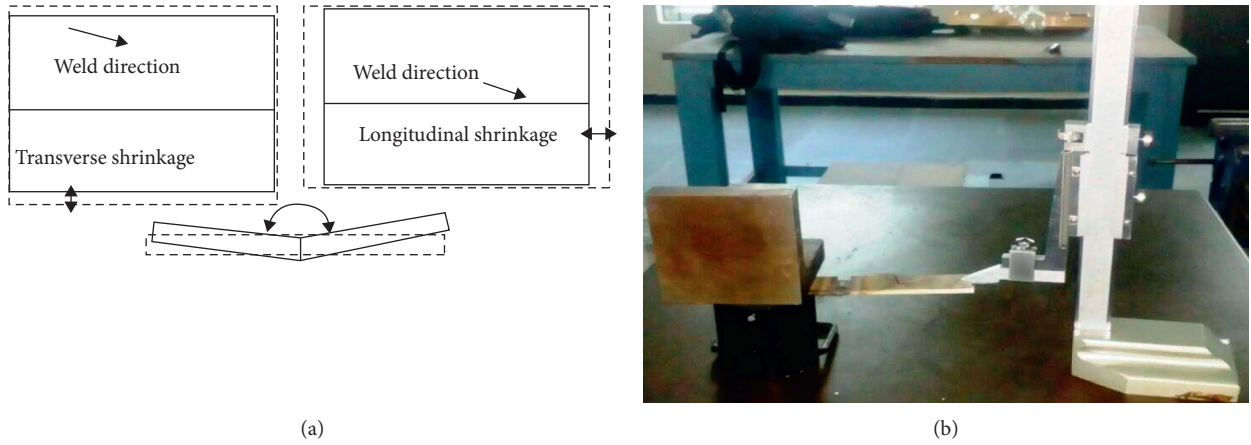 Weld direction
Transverse shrinkage
Weld direction
Longitudinal shrinkage
(a)
(b)